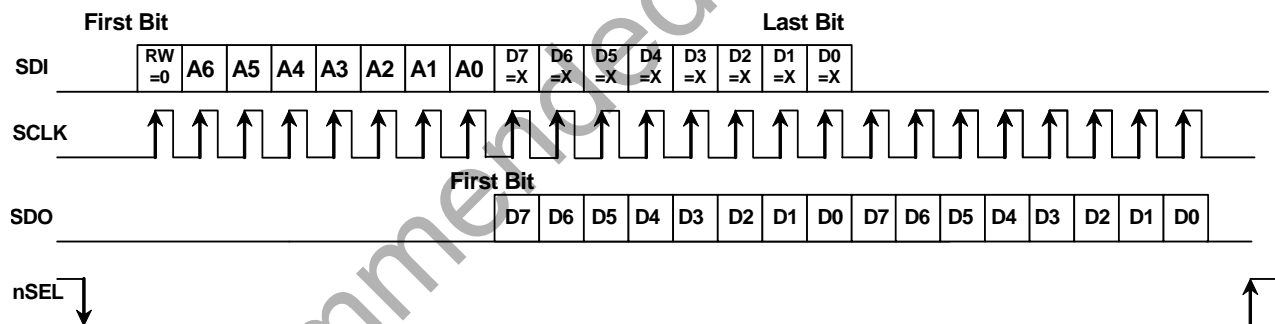 First Bit Last Bit
SDI RW =0 A6 A5 A4 A3 A2 A1 A0 D7 =X D6 =X D5 =X D4 =X D3 =X D2 =X D1 =X D0 =X
SCLK
First Bit
SDO D7 D6 D5 D4 D3 D2 D1 D0 D7 D6 D5 D4 D3 D2 D1 D0
nSEL
mmended